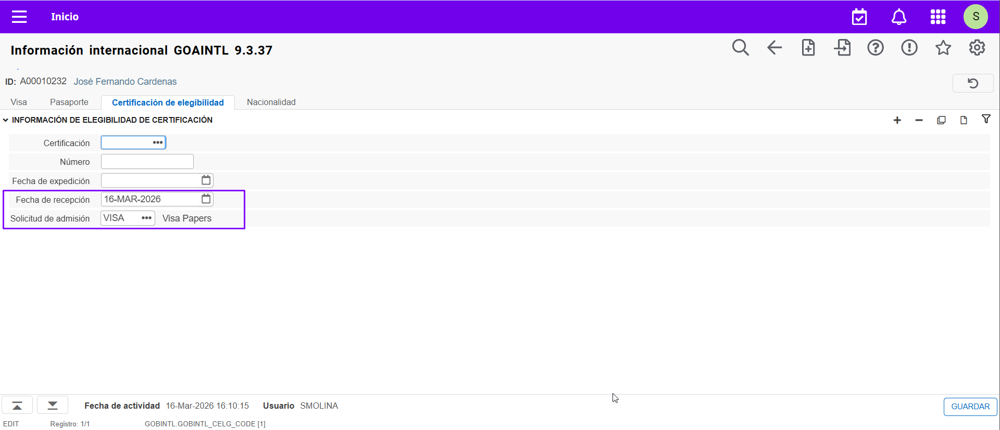 Inicio
S
Información internacional GOAINTL 9.3.37
ID: A00010232 José Fernando Cardenas
Visa Pasaporte Certificación de elegibilidad Nacionalidad
INFORMACIÓN DE ELEGIBILIDAD DE CERTIFICACIÓN
Certificación
Número
Fecha de expedición
Fecha de recepción 16-MAR-2026
Solicitud de admisión VISA Visa Papers
Fecha de actividad 16-Mar-2026 16:10:15 Usuario SMOLINA
GUARDAR
EDIT Registro: 1/1 GOBINTL.GOBINTL_CELG_CODE [1]